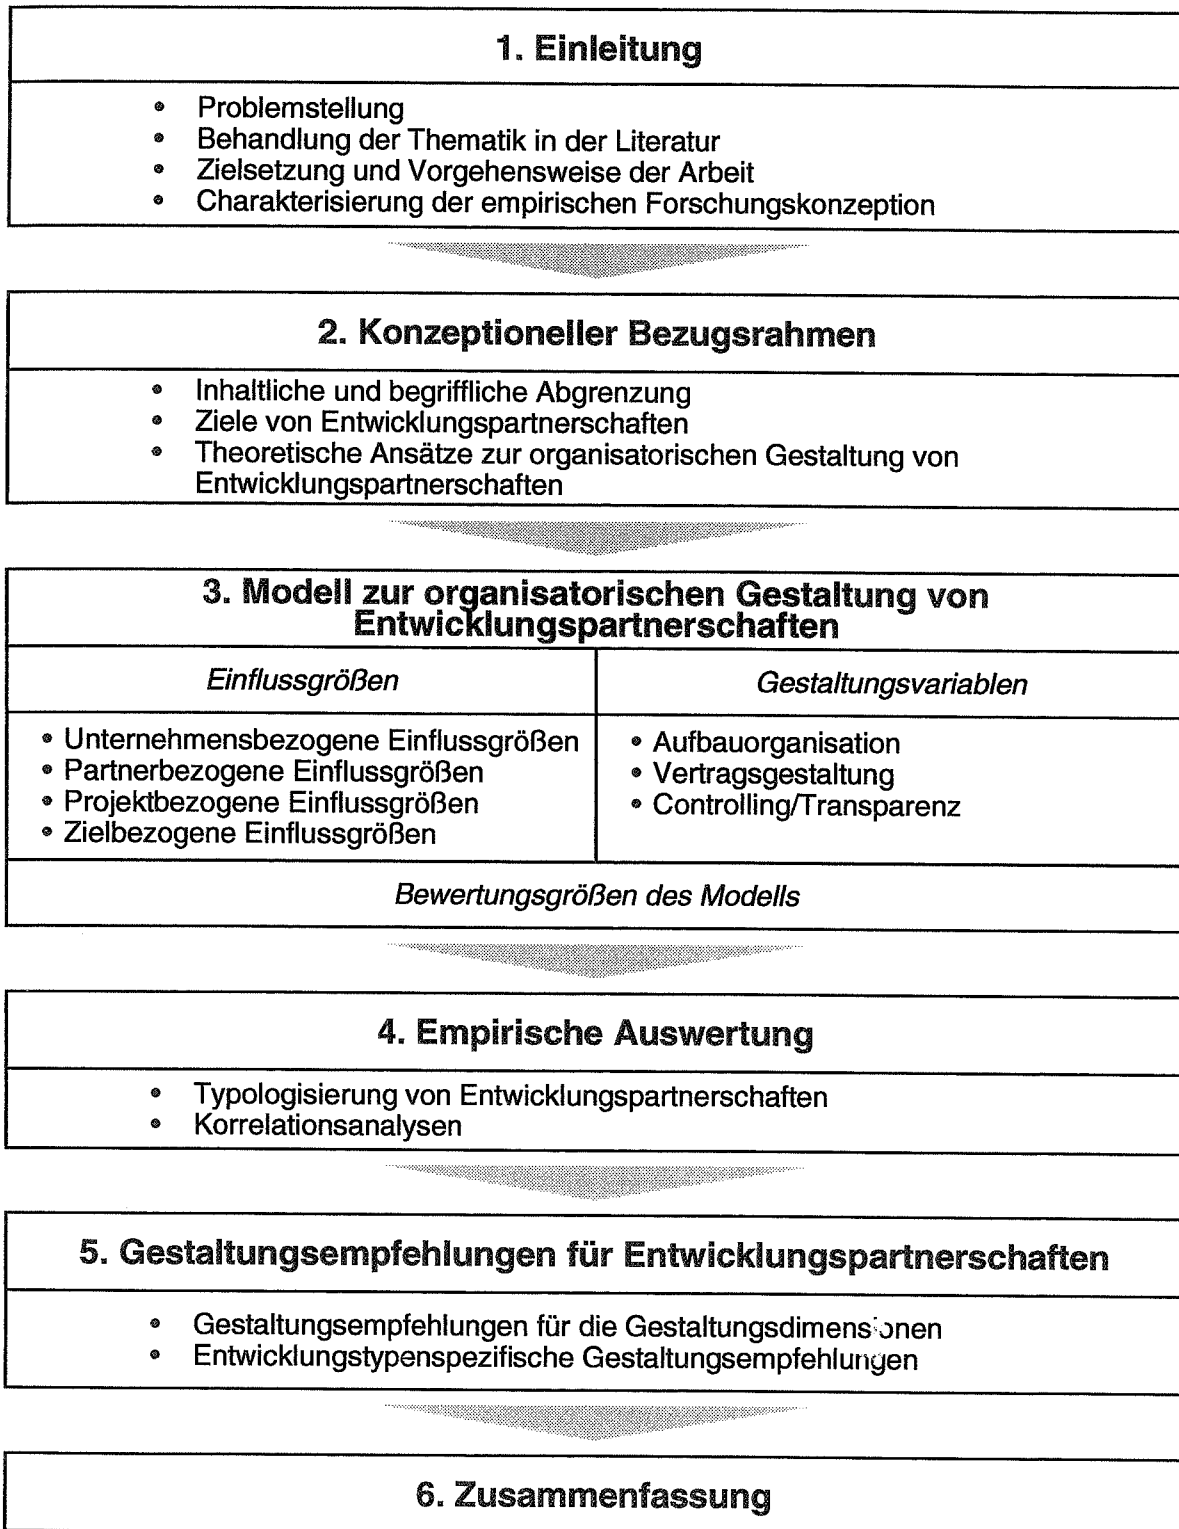 1. Einleitung
• Problemstellung
• Behandlung der Thematik in der Literatur
• Zielsetzung und Vorgehensweise der Arbeit
• Charakterisierung der empirischen Forschungskonzeption
2. Konzeptioneller Bezugsrahmen
• Inhaltliche und begriffliche Abgrenzung
• Ziele von Entwicklungspartnerschaften
• Theoretische Ansätze zur organisatorischen Gestaltung von
Entwicklungspartnerschaften
3. Modell zur organisatorischen Gestaltung von
Entwicklungspartnerschaften
Einflussgrößen
• Unternehmensbezogene Einflussgrößen
• Partnerbezogene Einflussgrößen
• Projektbezogene Einflussgrößen
• Zielbezogene Einflussgrößen
Gestaltungsvariablen
• Aufbauorganisation
• Vertragsgestaltung
• Controlling/Transparenz
Bewertungsgrößen des Modells
4. Empirische Auswertung
• Typologisierung von Entwicklungspartnerschaften
• Korrelationsanalysen
5. Gestaltungsempfehlungen für Entwicklungspartnerschaften
• Gestaltungsempfehlungen für die Gestaltungsdimensionen
• Entwicklungstypenspezifische Gestaltungsempfehlungen
6. Zusammenfassung